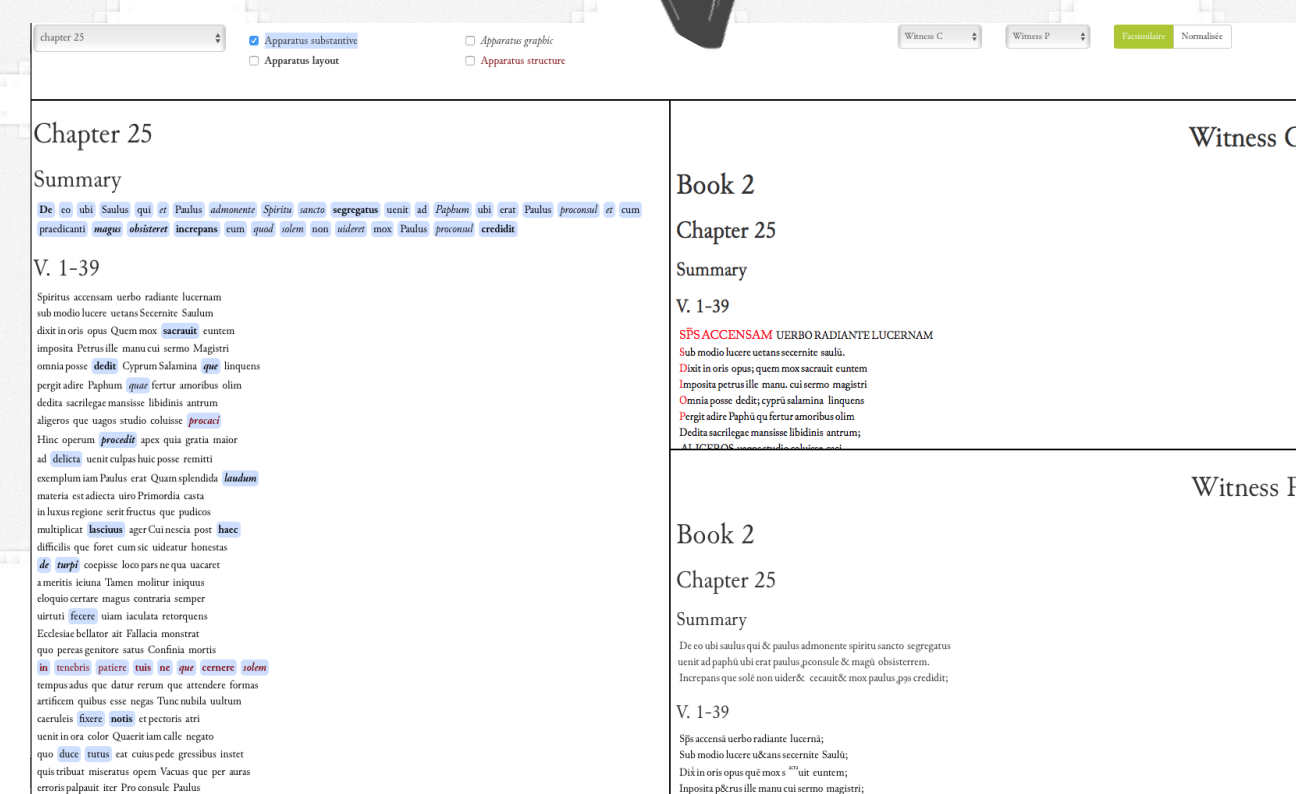 chapter 25
Apparatus substantive
Apparatus graphic
Apparatus layout
Apparatus structure
Witness C
Witness P
Facsimilaire
Normalisée
Chapter 25
Summary
De eo ubi Saulus qui et Paulus admonente Spiritu sancto segregatus uenit ad Paphum ubi erat Paulus proconsul et cum
praedicanti magus obsisteret increpans eum quod solem non uideret mox Paulus proconsul credidit
V. 1-39
Spiritus accensam uerbo radiante lucernam
sub modio lucere uetans Secernite Saulum
dixit in oris opus Quem mox sacrauit euntem
imposita Petrus ille manu cui sermo Magistri
omnia posse dedit Cyprum Salamina que linquens
pergit adire Paphum quae fertur amoribus olim
dedita sacrilegae mansisse libidinis antrum
aligeros que uagos studio coluisse procaci
Hinc operum procedit apex quia gratia maior
ad delicta uenit culpas huic posse remitti
exemplum iam Paulus erat Quam splendida laudum
materia est adiecta uiro Primordia casta
in luxus regione serit fructus que pudicos
multiplicat lasciuus ager Cui nescia post haec
difficilis que foret cum sic uideatur honestas
de turpi coepisse loco pars ne qua uacaret
a meritis ieiuna Tamen molitur iniquus
eloquio certare magus contraria semper
uirtuti fecere uiam iaculata retorquens
Ecclesiae bellator ait Fallacia monstrat
quo pereas genitore satus Confinia mortis
in tenebris patiere tuis ne que cernere solem
tempus adus que datur rerum que attendere formas
artificem quibus esse negas Tunc nubila uultum
caeruleis fixere notis et pectoris atri
uenit in ora color Quaerit iam calle negato
quo duce tutus eat cuius pede gressibus instet
quis tribuat miseratus opem Vacuas que per auras
erroris palpauit iter Pro consule Paulus
Witness C
Book 2
Chapter 25
Summary
V. 1-39
SP̅S ACCENSAM UERBO RADIANTE LUCERNAM
Sub modio lucere uetans secernite saulū.
Dixit in oris opus; quem mox sacrauit euntem
Imposita petrus ille manu. cui sermo magistri
Omnia posse dedit; cyprū salamina linquens
Pergit adire Paphū qu fertur amoribus olim
Dedita sacrilegae mansisse libidinis antrum;
ALIGEROS uagos studio coluisse
Witness P
Book 2
Chapter 25
Summary
De eo ubi saulus qui & paulus admonente spiritu sancto segregatus
uenit ad paphū ubi erat paulus ꝓconsule & magū obsisterrem.
Increpans que solē non uider& cecauit& mox paulus ꝓꝯs credidit;
V. 1-39
Sp̅s accensā uerbo radiante lucernā;
Sub modio lucere u&ans secernite Saulū;
Dixit in oris opus quē mox s acra uit euntem;
Inposita p&rus ille manu cui sermo magistri;